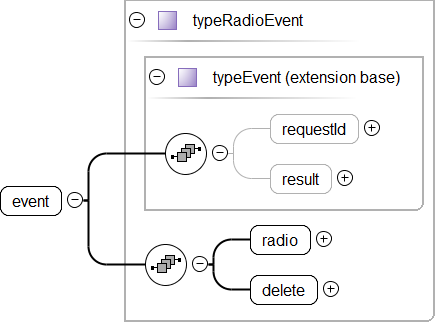 typeRadioEvent
typeEvent (extension base)
requestId
result
event
radio
delete